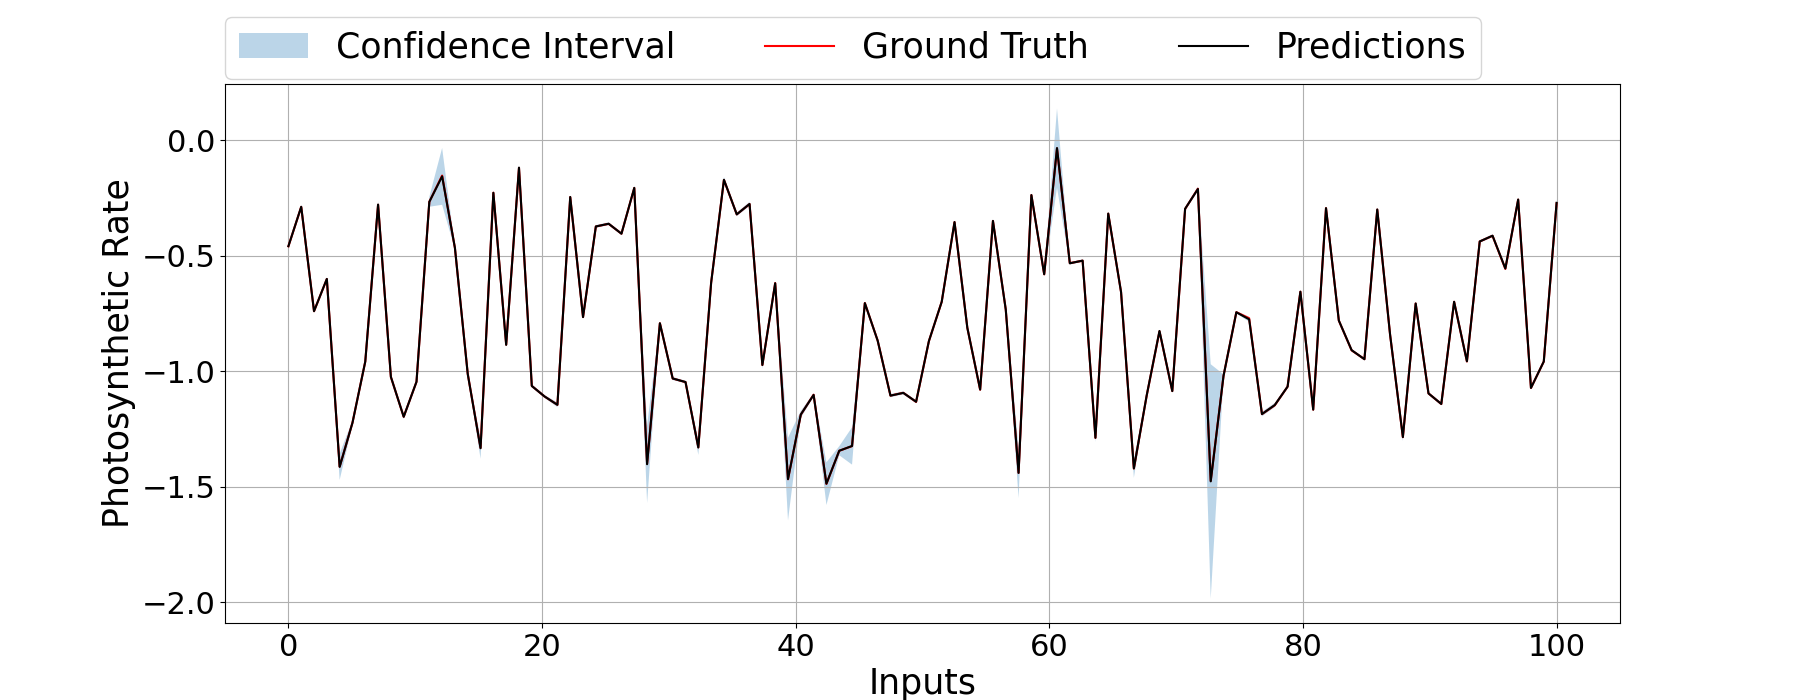 Confidence Interval Ground Truth Predictions
Photosynthetic Rate
0.0
−0.5
−1.0
−1.5
−2.0
0 20 40 60 80 100
Inputs